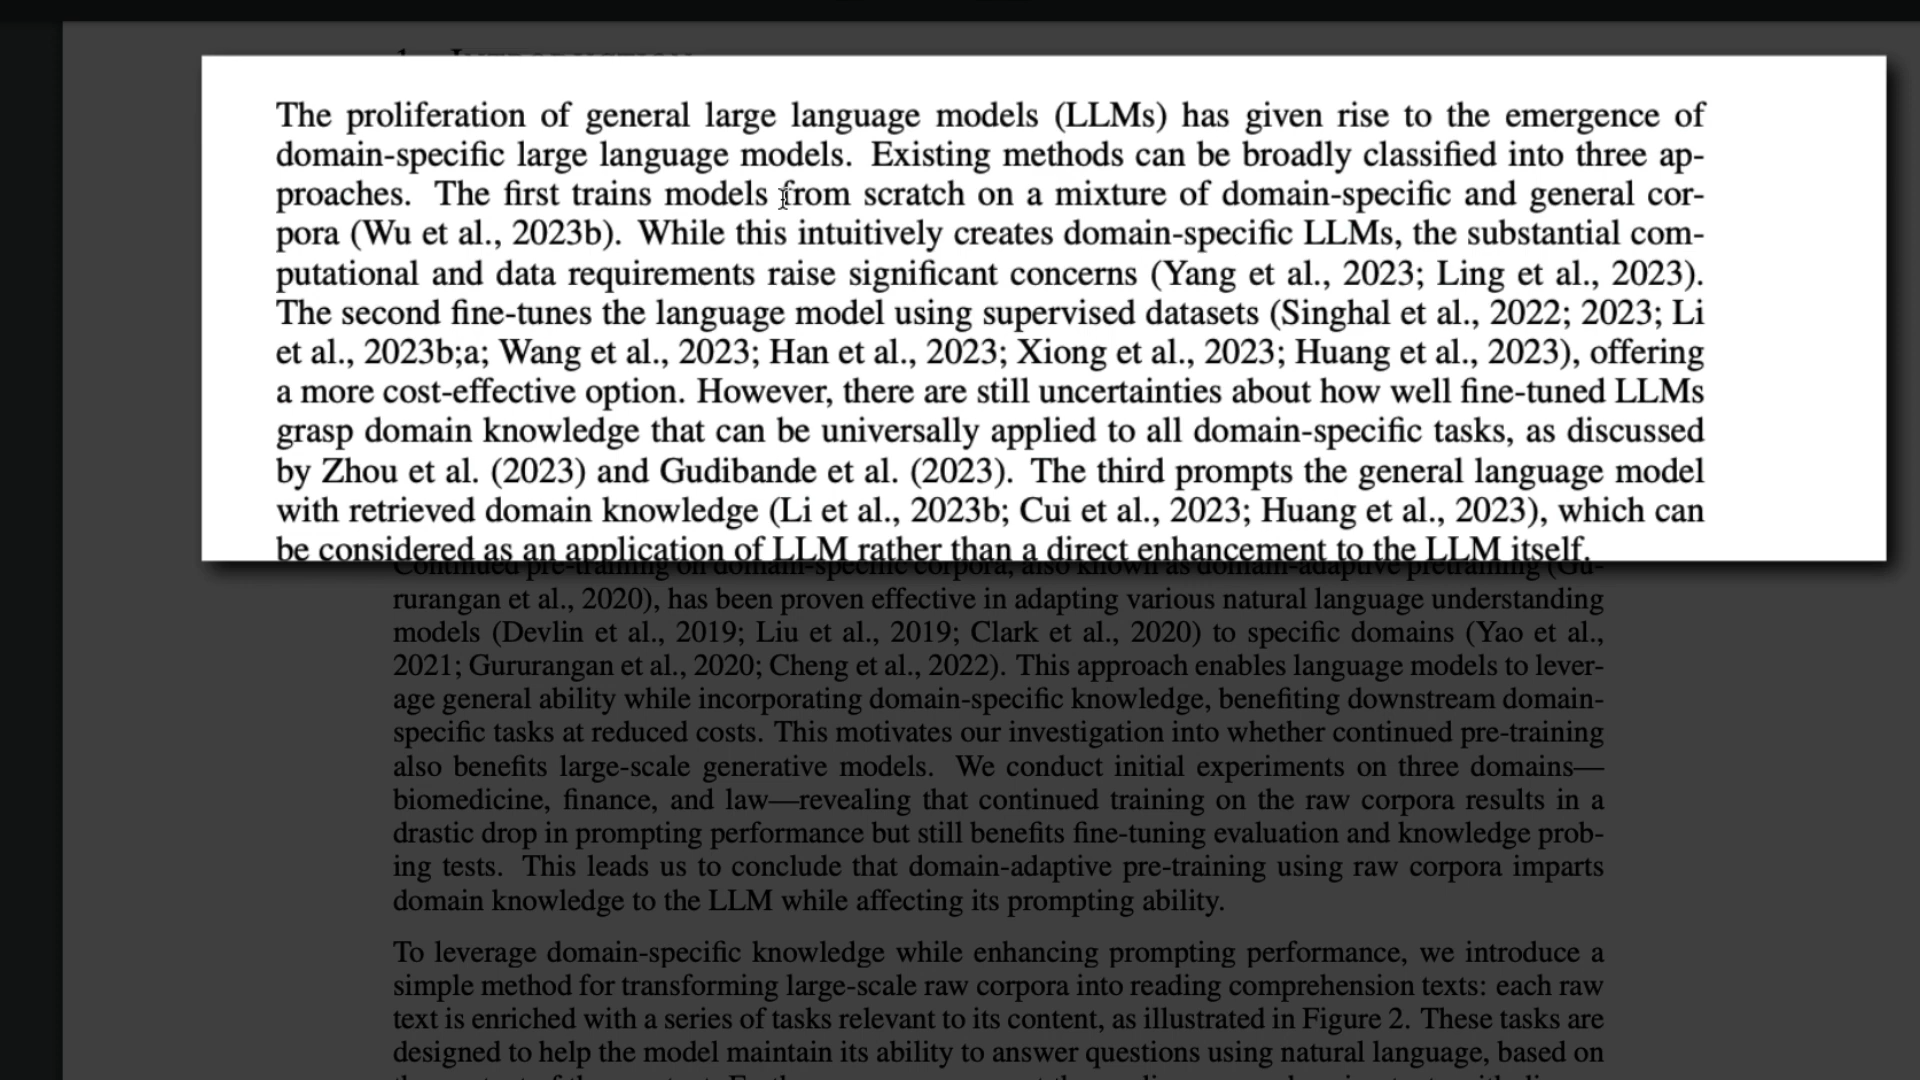 1 INTRODUCTION
The proliferation of general large language models (LLMs) has given rise to the emergence of
domain-specific large language models. Existing methods can be broadly classified into three ap-
proaches. The first trains models from scratch on a mixture of domain-specific and general cor-
pora (Wu et al., 2023b). While this intuitively creates domain-specific LLMs, the substantial com-
putational and data requirements raise significant concerns (Yang et al., 2023; Ling et al., 2023).
The second fine-tunes the language model using supervised datasets (Singhal et al., 2022; 2023; Li
et al., 2023b;a; Wang et al., 2023; Han et al., 2023; Xiong et al., 2023; Huang et al., 2023), offering
a more cost-effective option. However, there are still uncertainties about how well fine-tuned LLMs
grasp domain knowledge that can be universally applied to all domain-specific tasks, as discussed
by Zhou et al. (2023) and Gudibande et al. (2023). The third prompts the general language model
with retrieved domain knowledge (Li et al., 2023b; Cui et al., 2023; Huang et al., 2023), which can
be considered as an application of LLM rather than a direct enhancement to the LLM itself.
Continued pre-training on domain-specific corpora, also known as domain-adaptive pretraining (Gu-
rurangan et al., 2020), has been proven effective in adapting various natural language understanding
models (Devlin et al., 2019; Liu et al., 2019; Clark et al., 2020) to specific domains (Yao et al.,
2021; Gururangan et al., 2020; Cheng et al., 2022). This approach enables language models to lever-
age general ability while incorporating domain-specific knowledge, benefiting downstream domain-
specific tasks at reduced costs. This motivates our investigation into whether continued pre-training
also benefits large-scale generative models. We conduct initial experiments on three domains—
biomedicine, finance, and law—revealing that continued training on the raw corpora results in a
drastic drop in prompting performance but still benefits fine-tuning evaluation and knowledge prob-
ing tests. This leads us to conclude that domain-adaptive pre-training using raw corpora imparts
domain knowledge to the LLM while affecting its prompting ability.
To leverage domain-specific knowledge while enhancing prompting performance, we introduce a
simple method for transforming large-scale raw corpora into reading comprehension texts: each raw
text is enriched with a series of tasks relevant to its content, as illustrated in Figure 2. These tasks are
designed to help the model maintain its ability to answer questions using natural language, based on